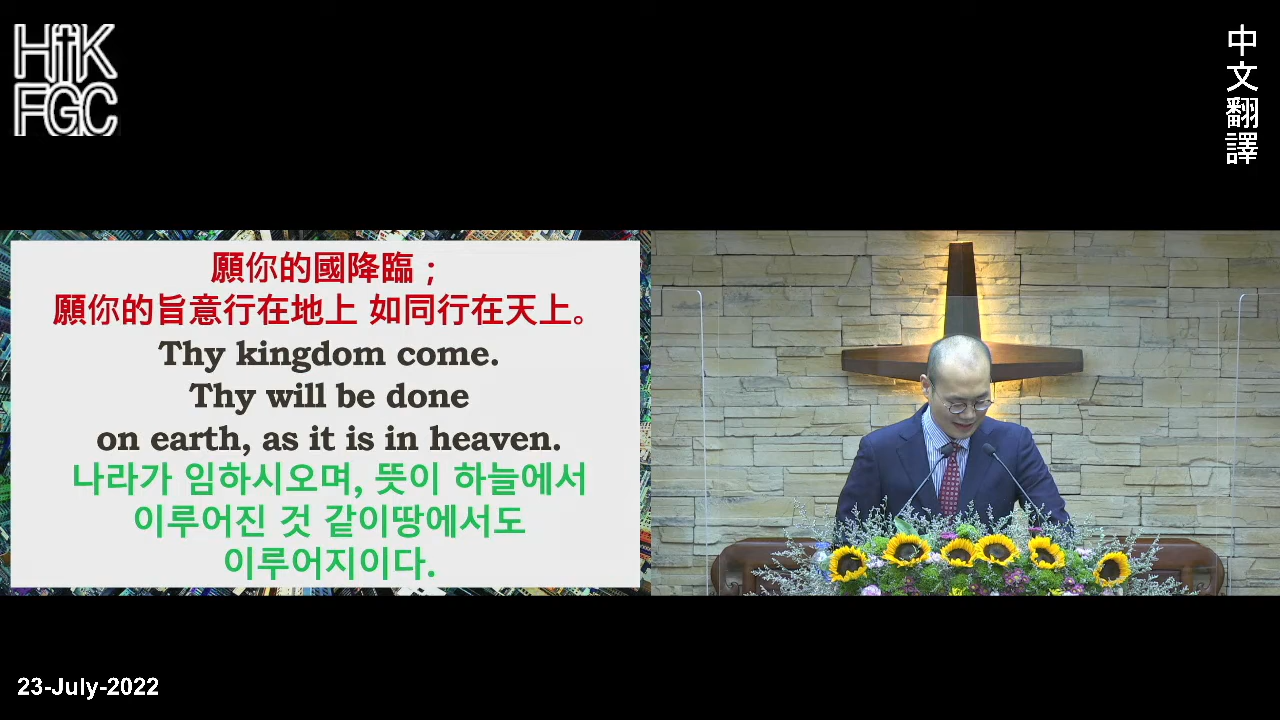 HK
FGC
中文翻譯
願你的國降臨；
願你的旨意行在地上 如同行在天上。
Thy kingdom come.
Thy will be done
on earth, as it is in heaven.
나라가 임하시오며, 뜻이 하늘에서
이루어진 것 같이땅에서도
이루어지이다.
23-July-2022